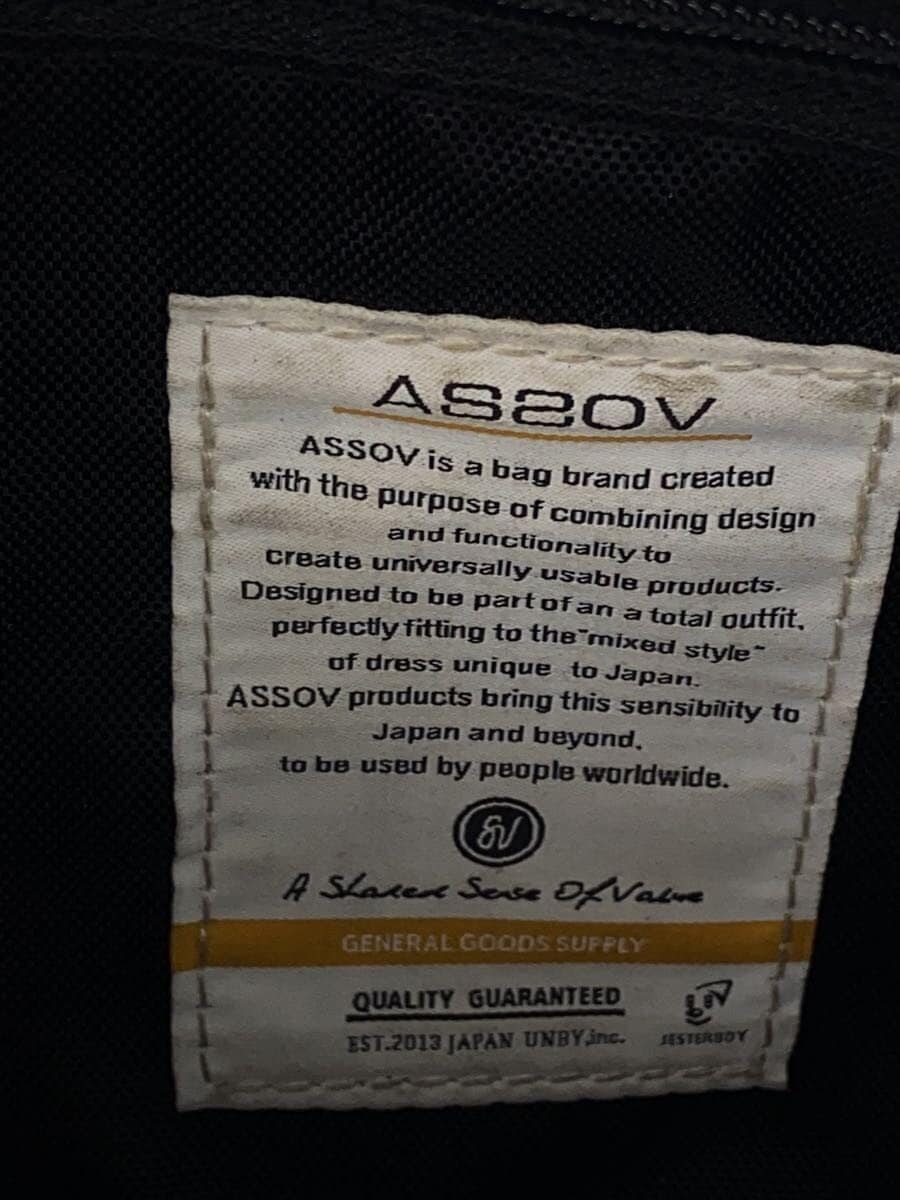 ASSOV
ASSOV is a bag brand created
with the purpose of combining design
and functionality to
create universally usable products.
Designed to be part of an a total outfit.
perfectly fitting to the "mixed style"
of dress unique to Japan.
ASSOV products bring this sensibility to
Japan and beyond.
to be used by people worldwide.
A Shared Sense Of Value
GENERAL GOODS SUPPLY
QUALITY GUARANTEED
EST.2013 JAPAN UNBY,inc.
JESTERBOY